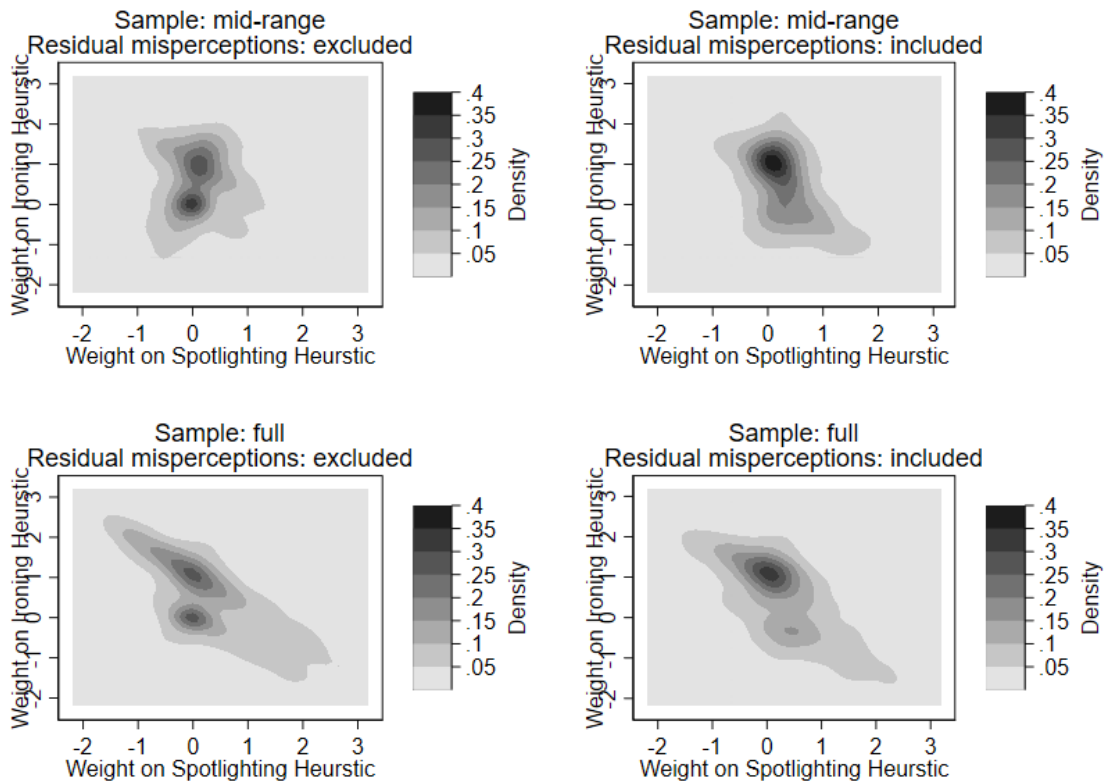 Sample: mid-range
Residual misperceptions: excluded
Weight on Ironing Heurstic
3
2
1
0
-1
-2
-2 -1 0 1 2 3
Weight on Spotlighting Heurstic
.4
.35
.3
.25
.2
.15
.1
.05
Density
Sample: mid-range
Residual misperceptions: included
Weight on Ironing Heurstic
3
2
1
0
-1
-2
-2 -1 0 1 2 3
Weight on Spotlighting Heurstic
.4
.35
.3
.25
.2
.15
.1
.05
Density
Sample: full
Residual misperceptions: excluded
Weight on Ironing Heurstic
3
2
1
0
-1
-2
-2 -1 0 1 2 3
Weight on Spotlighting Heurstic
.4
.35
.3
.25
.2
.15
.1
.05
Density
Sample: full
Residual misperceptions: included
Weight on Ironing Heurstic
3
2
1
0
-1
-2
-2 -1 0 1 2 3
Weight on Spotlighting Heurstic
.4
.35
.3
.25
.2
.15
.1
.05
Density